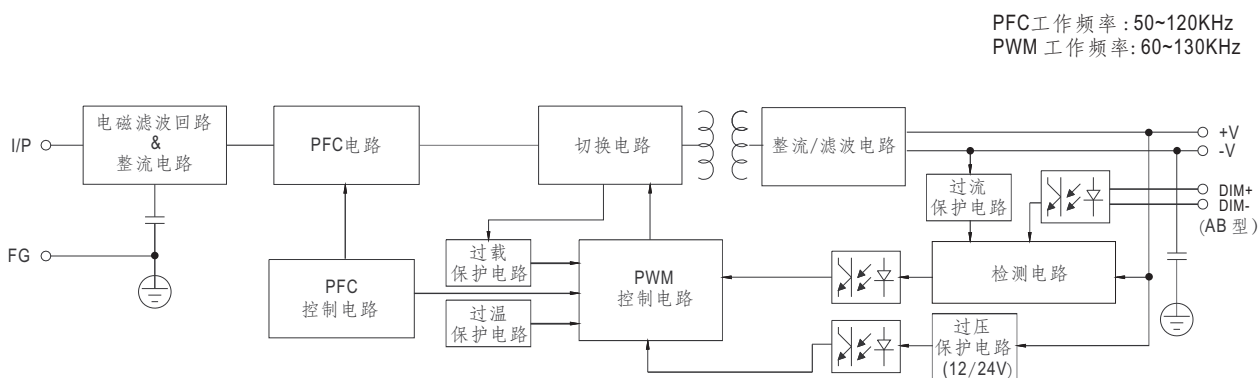 PFC工作频率：50~120KHz
PWM 工作频率：60~130KHz
I/P
电磁滤波回路
&
整流电路
PFC电路
切换电路
整流/滤波电路
+V
-V
过流
保护电路
DIM+
DIM-
(AB 型)
FG
过载
保护电路
PFC
控制电路
PWM
控制电路
检测电路
过温
保护电路
过压
保护电路
(12/24V)